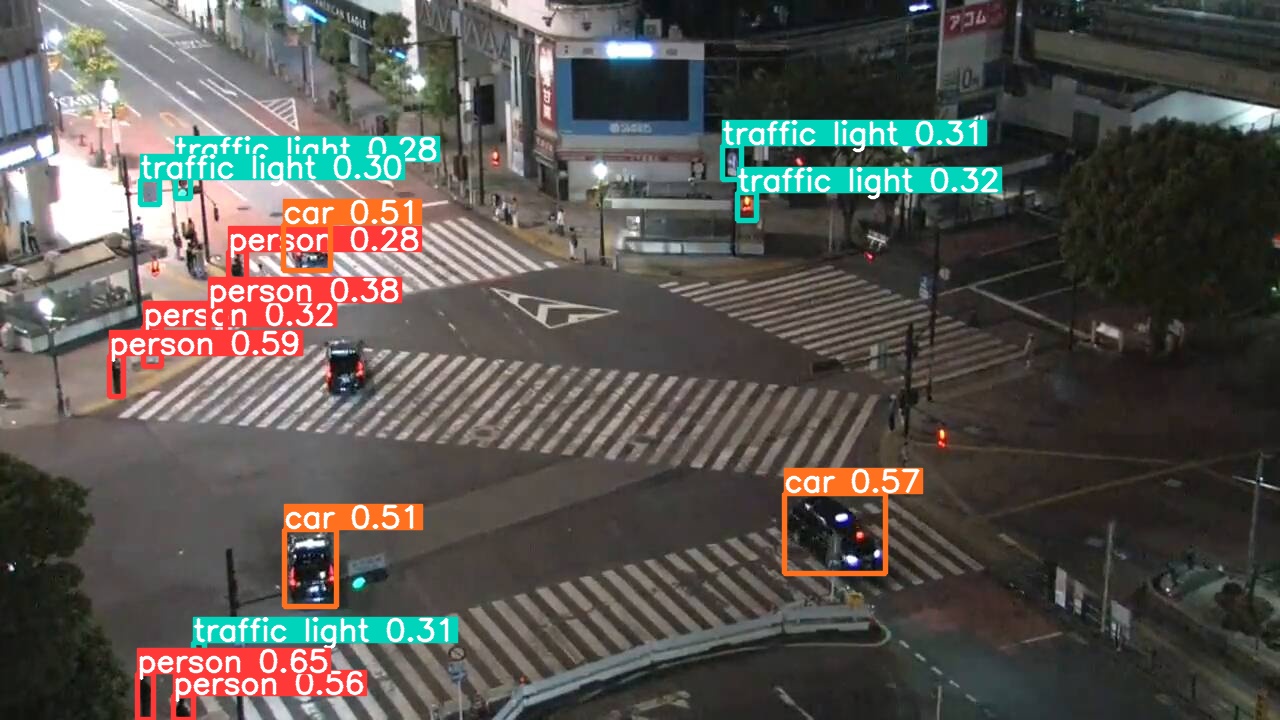 AMERICAN EAGLE
アコム
traffic light 0.28
traffic light 0.31
traffic light 0.30
traffic light 0.32
car 0.51
person 0.28
person 0.38
person 0.32
person 0.59
car 0.57
car 0.51
traffic light 0.31
person 0.65
person 0.56